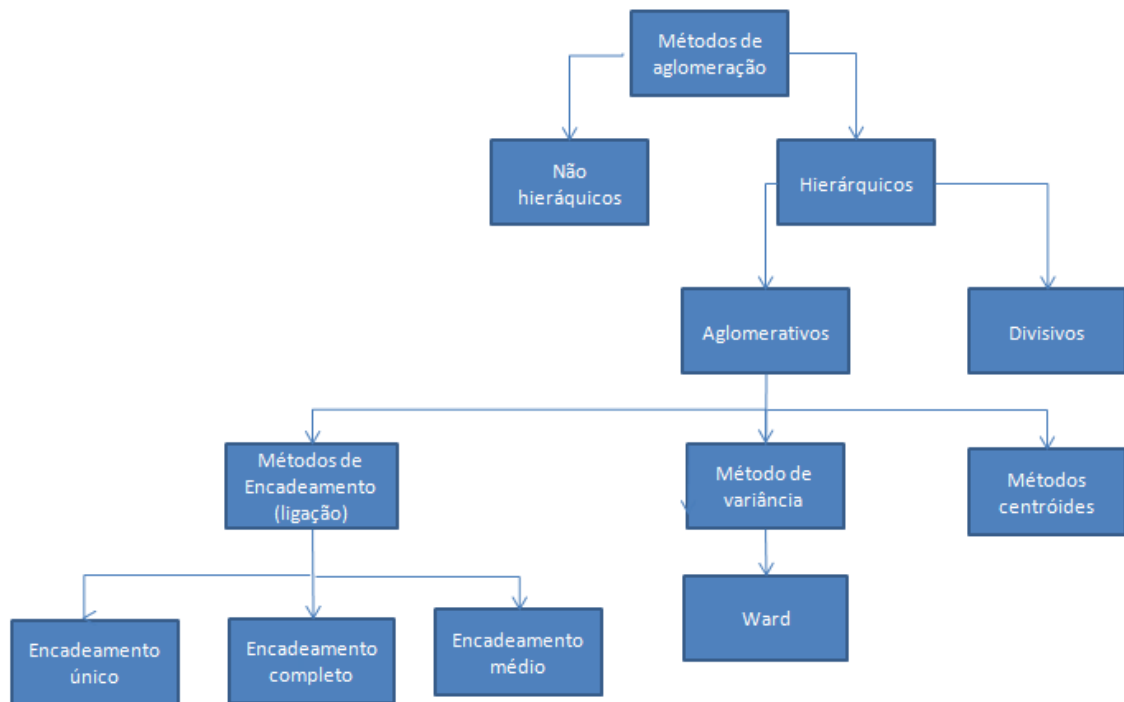 Métodos de
aglomeração
Não
hieráquicos
Hierárquicos
Aglomerativos
Divisivos
Métodos de
Encadeamento
(ligação)
Método de
variância
Métodos
centróides
Encadeamento
único
Encadeamento
completo
Encadeamento
médio
Ward